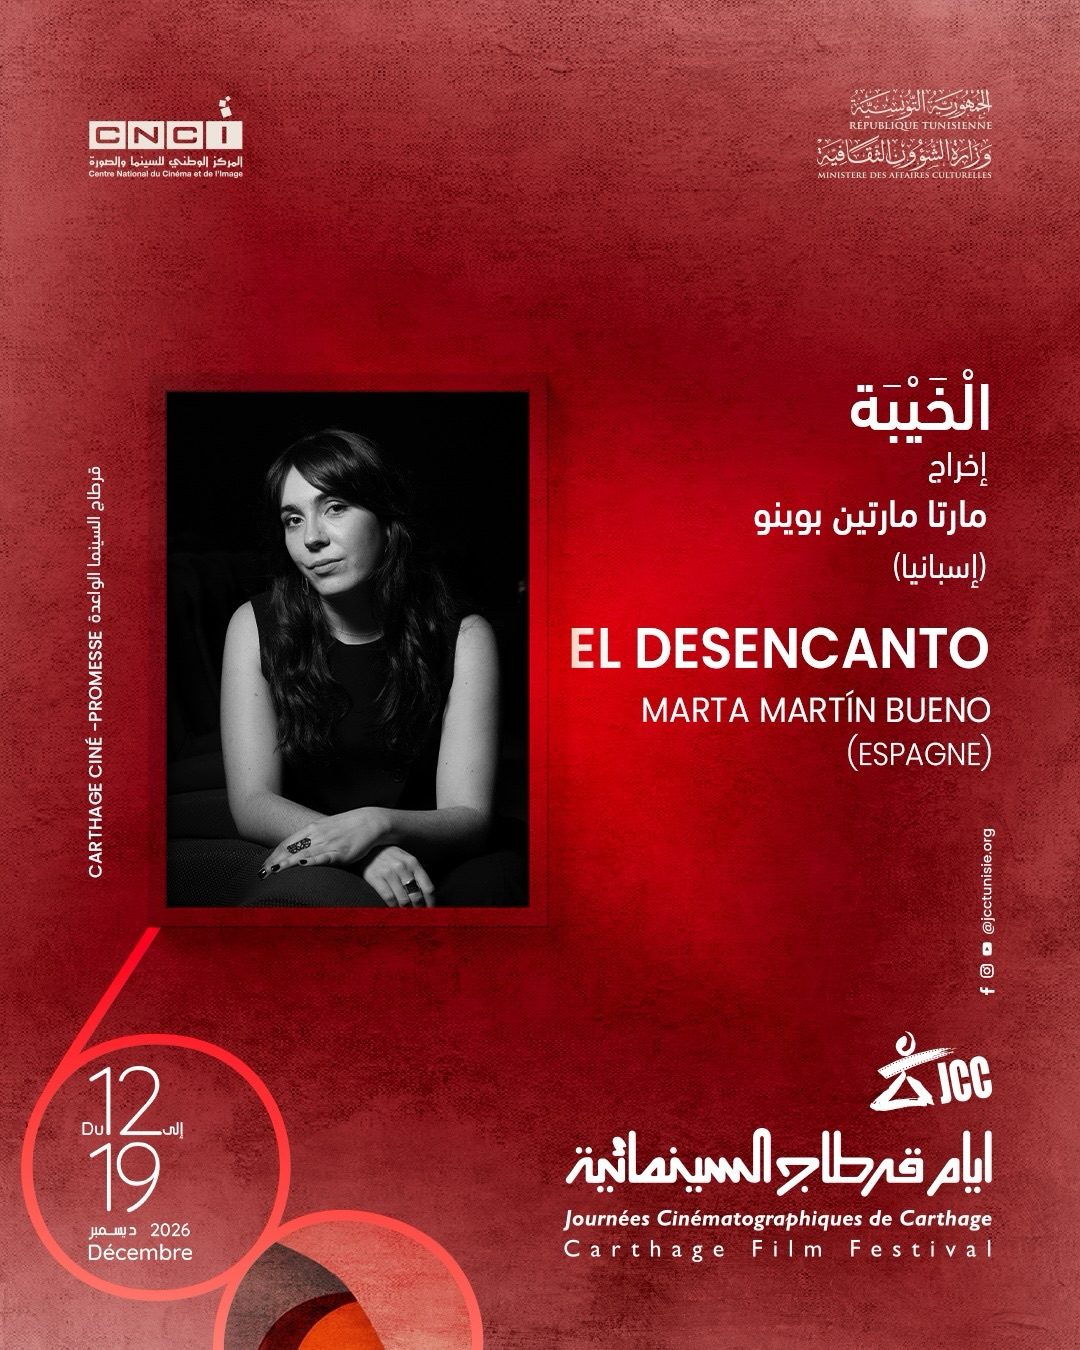 CNCI
المركز الوطني للسينما والصورة
Centre National du Cinéma et de l'Image
الجمهورية التونسية
RÉPUBLIQUE TUNISIENNE
وزارة الشؤون الثقافية
MINISTERE DES AFFAIRES CULTURELLES
الْخَيْبَة
إخراج
مارتا مارتين بوينو
(إسبانيا)
EL DESENCANTO
MARTA MARTÍN BUENO
(ESPAGNE)
CARTHAGE CINÉ -PROMESSE قرطاج السينما الواعدة
@jcctunisie.org
Du 12 إلى
19
ديسمبر 2026
Décembre
JCC
ايام قرطاج السينمائية
Journées Cinématographiques de Carthage
Carthage Film Festival